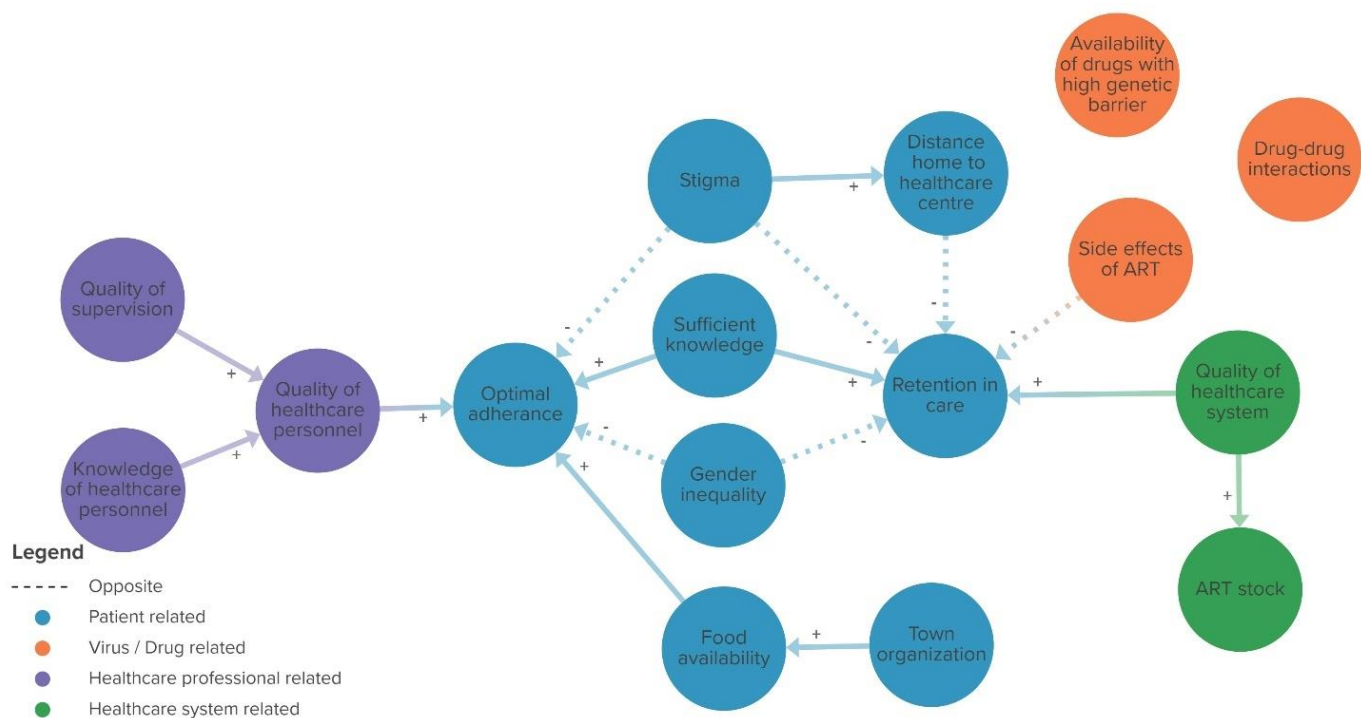 Availability
of drugs with
high genetic
barrier
Drug-drug
interactions
Stigma
+
Distance
home to
healthcare
centre
Side effects
of ART
-
Quality of
supervision
+
Knowledge
of healthcare
personnel
+
Quality of
healthcare
personnel
+
Optimal
adherance
-
+
-
+
Sufficient
knowledge
+
Gender
inequality
-
-
-
Retention in
care
+
Quality of
healthcare
system
+
ART stock
Food
availability
+
Town
organization
Legend
Opposite
Patient related
Virus / Drug related
Healthcare professional related
Healthcare system related